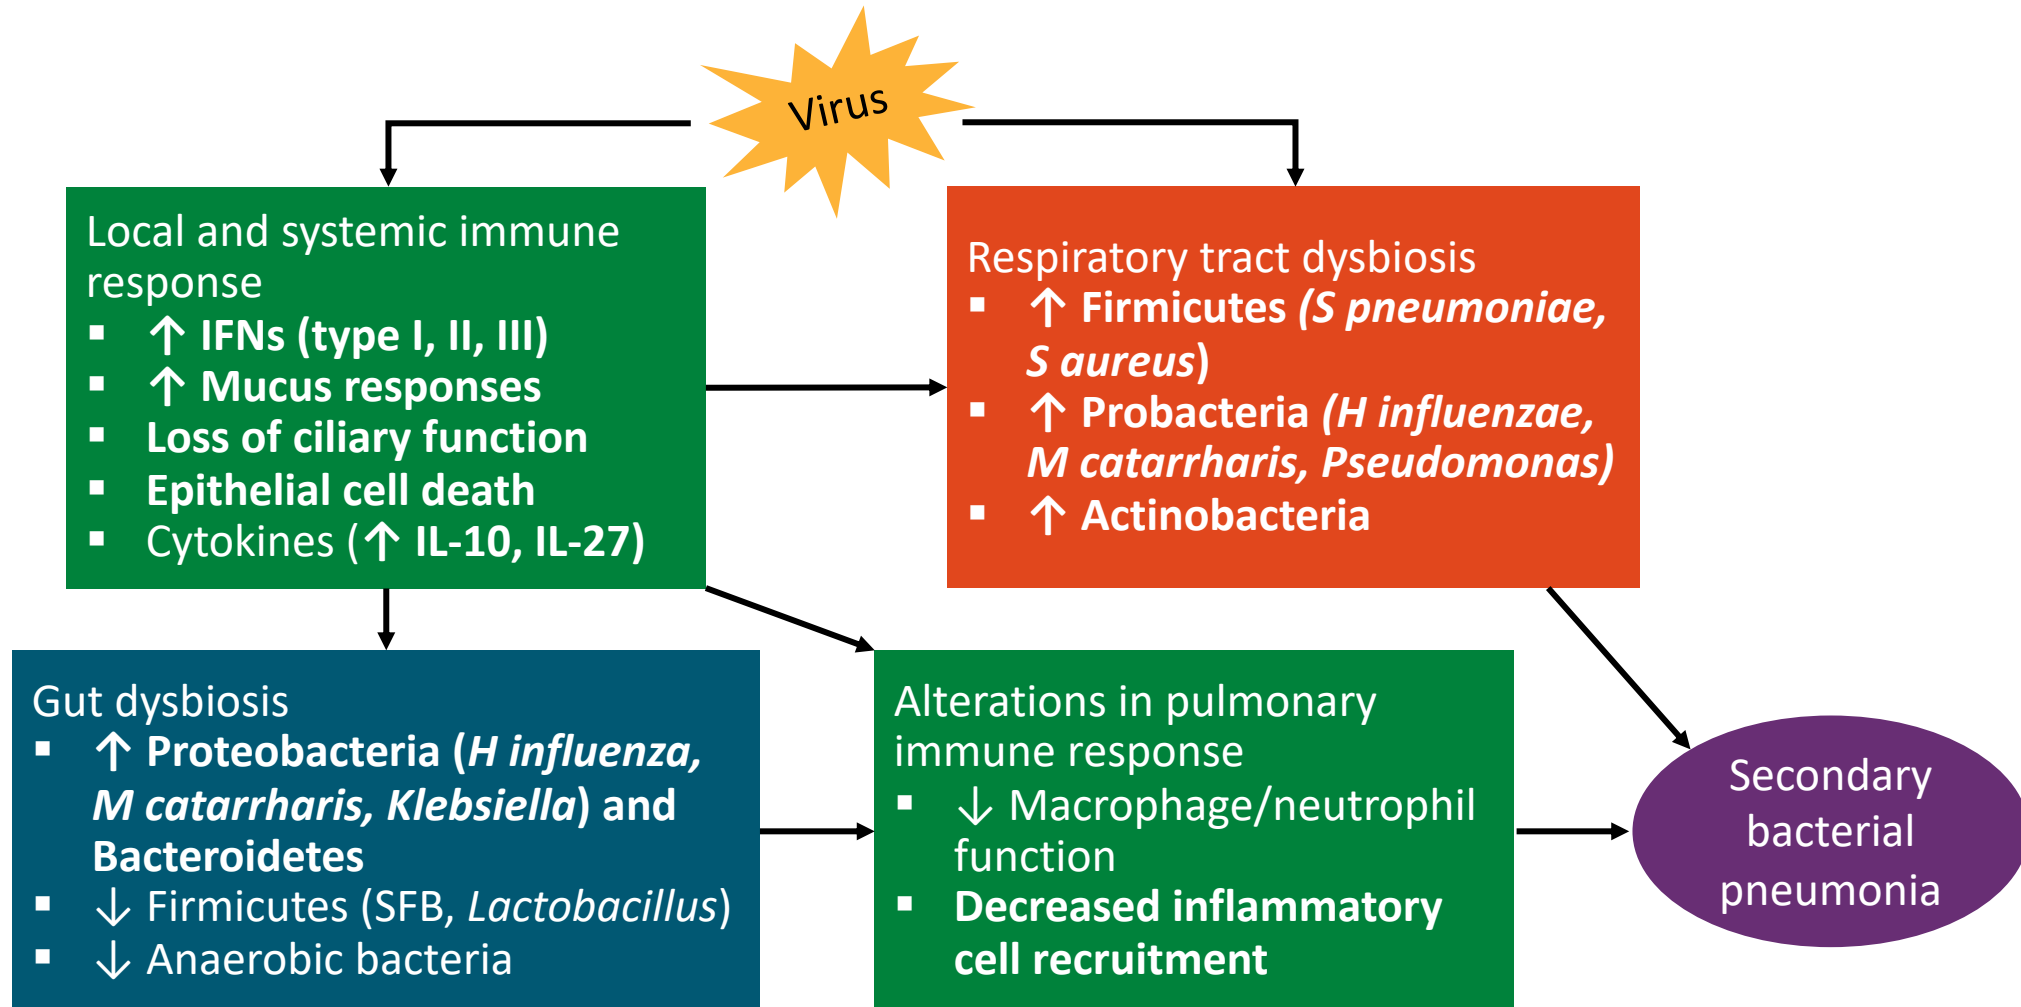 Virus
Local and systemic immune
response
▪ ↑ IFNs (type I, II, III)
▪ ↑ Mucus responses
▪ Loss of ciliary function
▪ Epithelial cell death
▪ Cytokines (↑ IL-10, IL-27)
Respiratory tract dysbiosis
▪ ↑ Firmicutes (S pneumoniae,
S aureus)
▪ ↑ Probacteria (H influenzae,
M catarrharis, Pseudomonas)
▪ ↑ Actinobacteria
Gut dysbiosis
▪ ↑ Proteobacteria (H influenza,
M catarrharis, Klebsiella) and
Bacteroidetes
▪ ↓ Firmicutes (SFB, Lactobacillus)
▪ ↓ Anaerobic bacteria
Alterations in pulmonary
immune response
▪ ↓ Macrophage/neutrophil
function
▪ Decreased inflammatory
cell recruitment
Secondary
bacterial
pneumonia